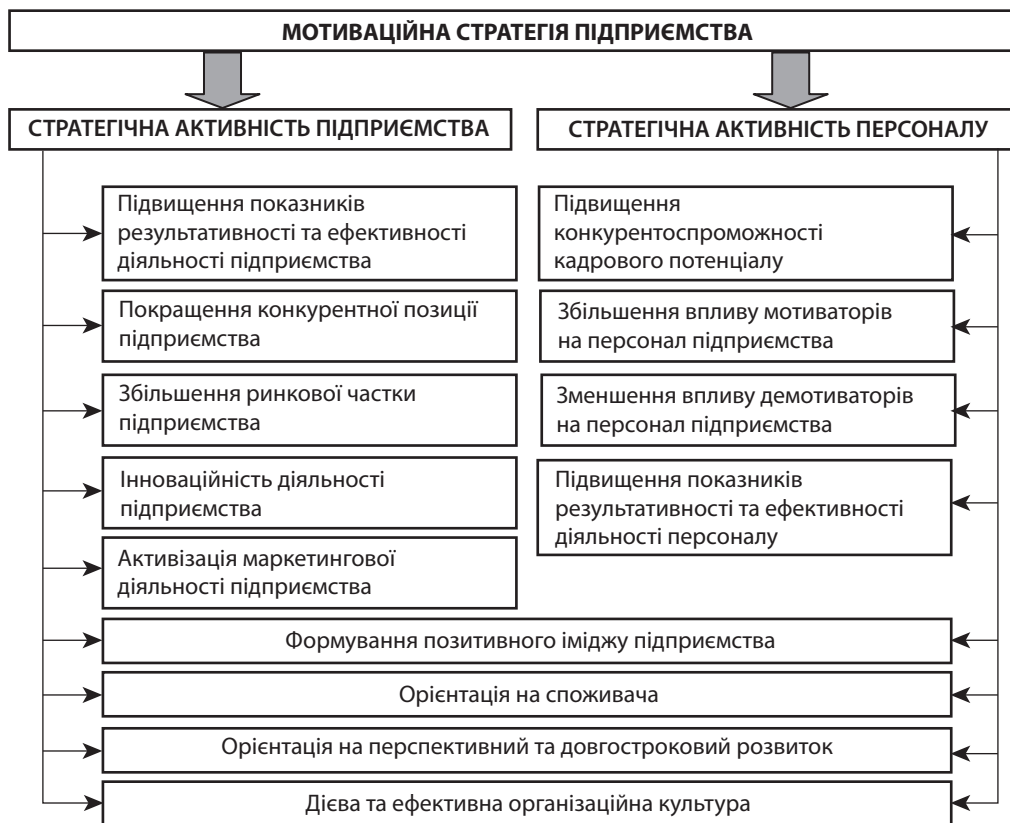 МОТИВАЦІЙНА СТРАТЕГІЯ ПІДПРИЄМСТВА
СТРАТЕГІЧНА АКТИВНІСТЬ ПІДПРИЄМСТВА
СТРАТЕГІЧНА АКТИВНІСТЬ ПЕРСОНАЛУ
Підвищення показників
результативності та ефективності
діяльності підприємства
Покращення конкурентної позиції
підприємства
Збільшення ринкової частки
підприємства
Інноваційність діяльності
підприємства
Активізація маркетингової
діяльності підприємства
Підвищення
конкурентоспроможності
кадрового потенціалу
Збільшення впливу мотиваторів
на персонал підприємства
Зменшення впливу демотиваторів
на персонал підприємства
Підвищення показників
результативності та ефективності
діяльності персоналу
Формування позитивного іміджу підприємства
Орієнтація на споживача
Орієнтація на перспективний та довгостроковий розвиток
Дієва та ефективна організаційна культура